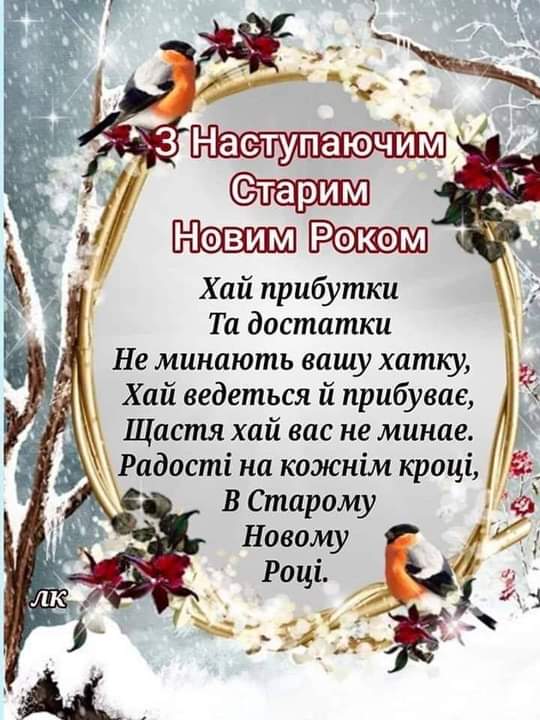 З Наступаючим
Старим
Новим Роком
Хай прибутки
Та достатки
Не минають вашу хатку,
Хай ведеться й прибуває,
Щастя хай вас не минає.
Радості на кожнім кроці,
В Старому
Новому
Році.
ЛК